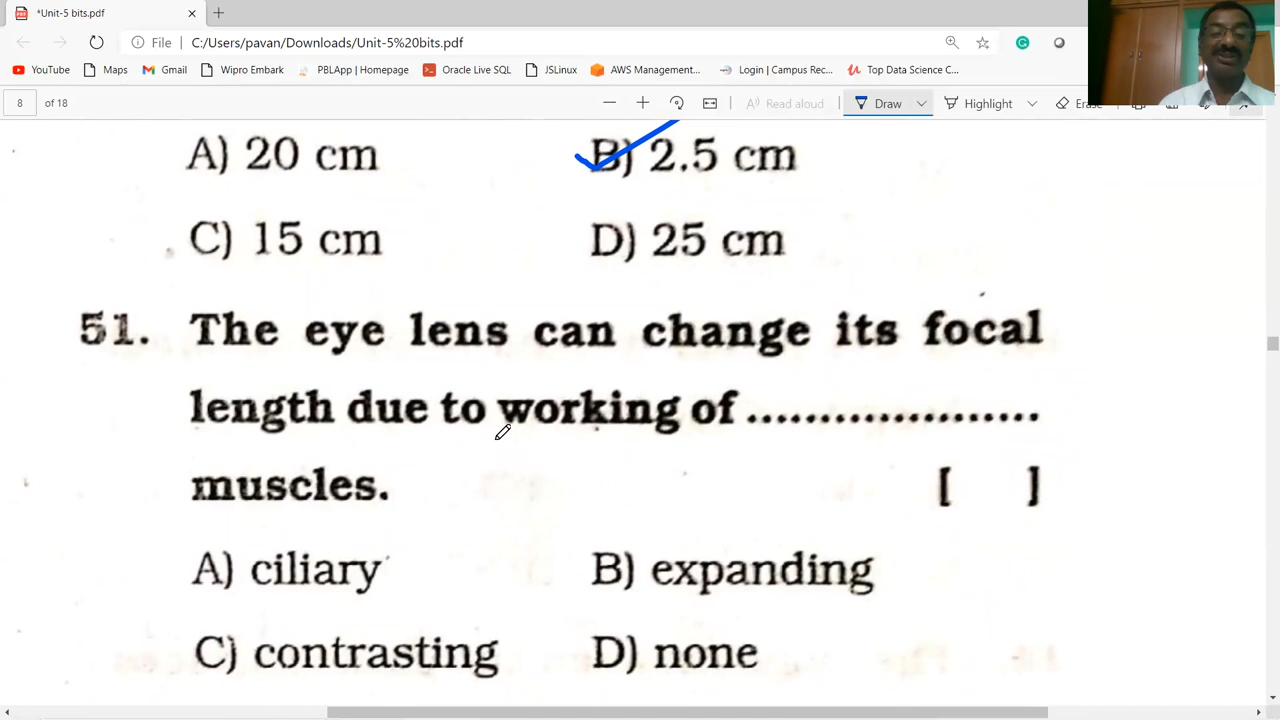 *Unit-5 bits.pdf
File C:/Users/pavan/Downloads/Unit-5%20bits.pdf
YouTube Maps Gmail Wipro Embark PBLApp | Homepage Oracle Live SQL JSLinux AWS Management... Login | Campus Rec... Top Data Science C...
8 of 18 Read aloud Draw Highlight Erase
A) 20 cm B) 2.5 cm
C) 15 cm D) 25 cm
51. The eye lens can change its focal
length due to working of ....................
muscles. [ ]
A) ciliary B) expanding
C) contrasting D) none